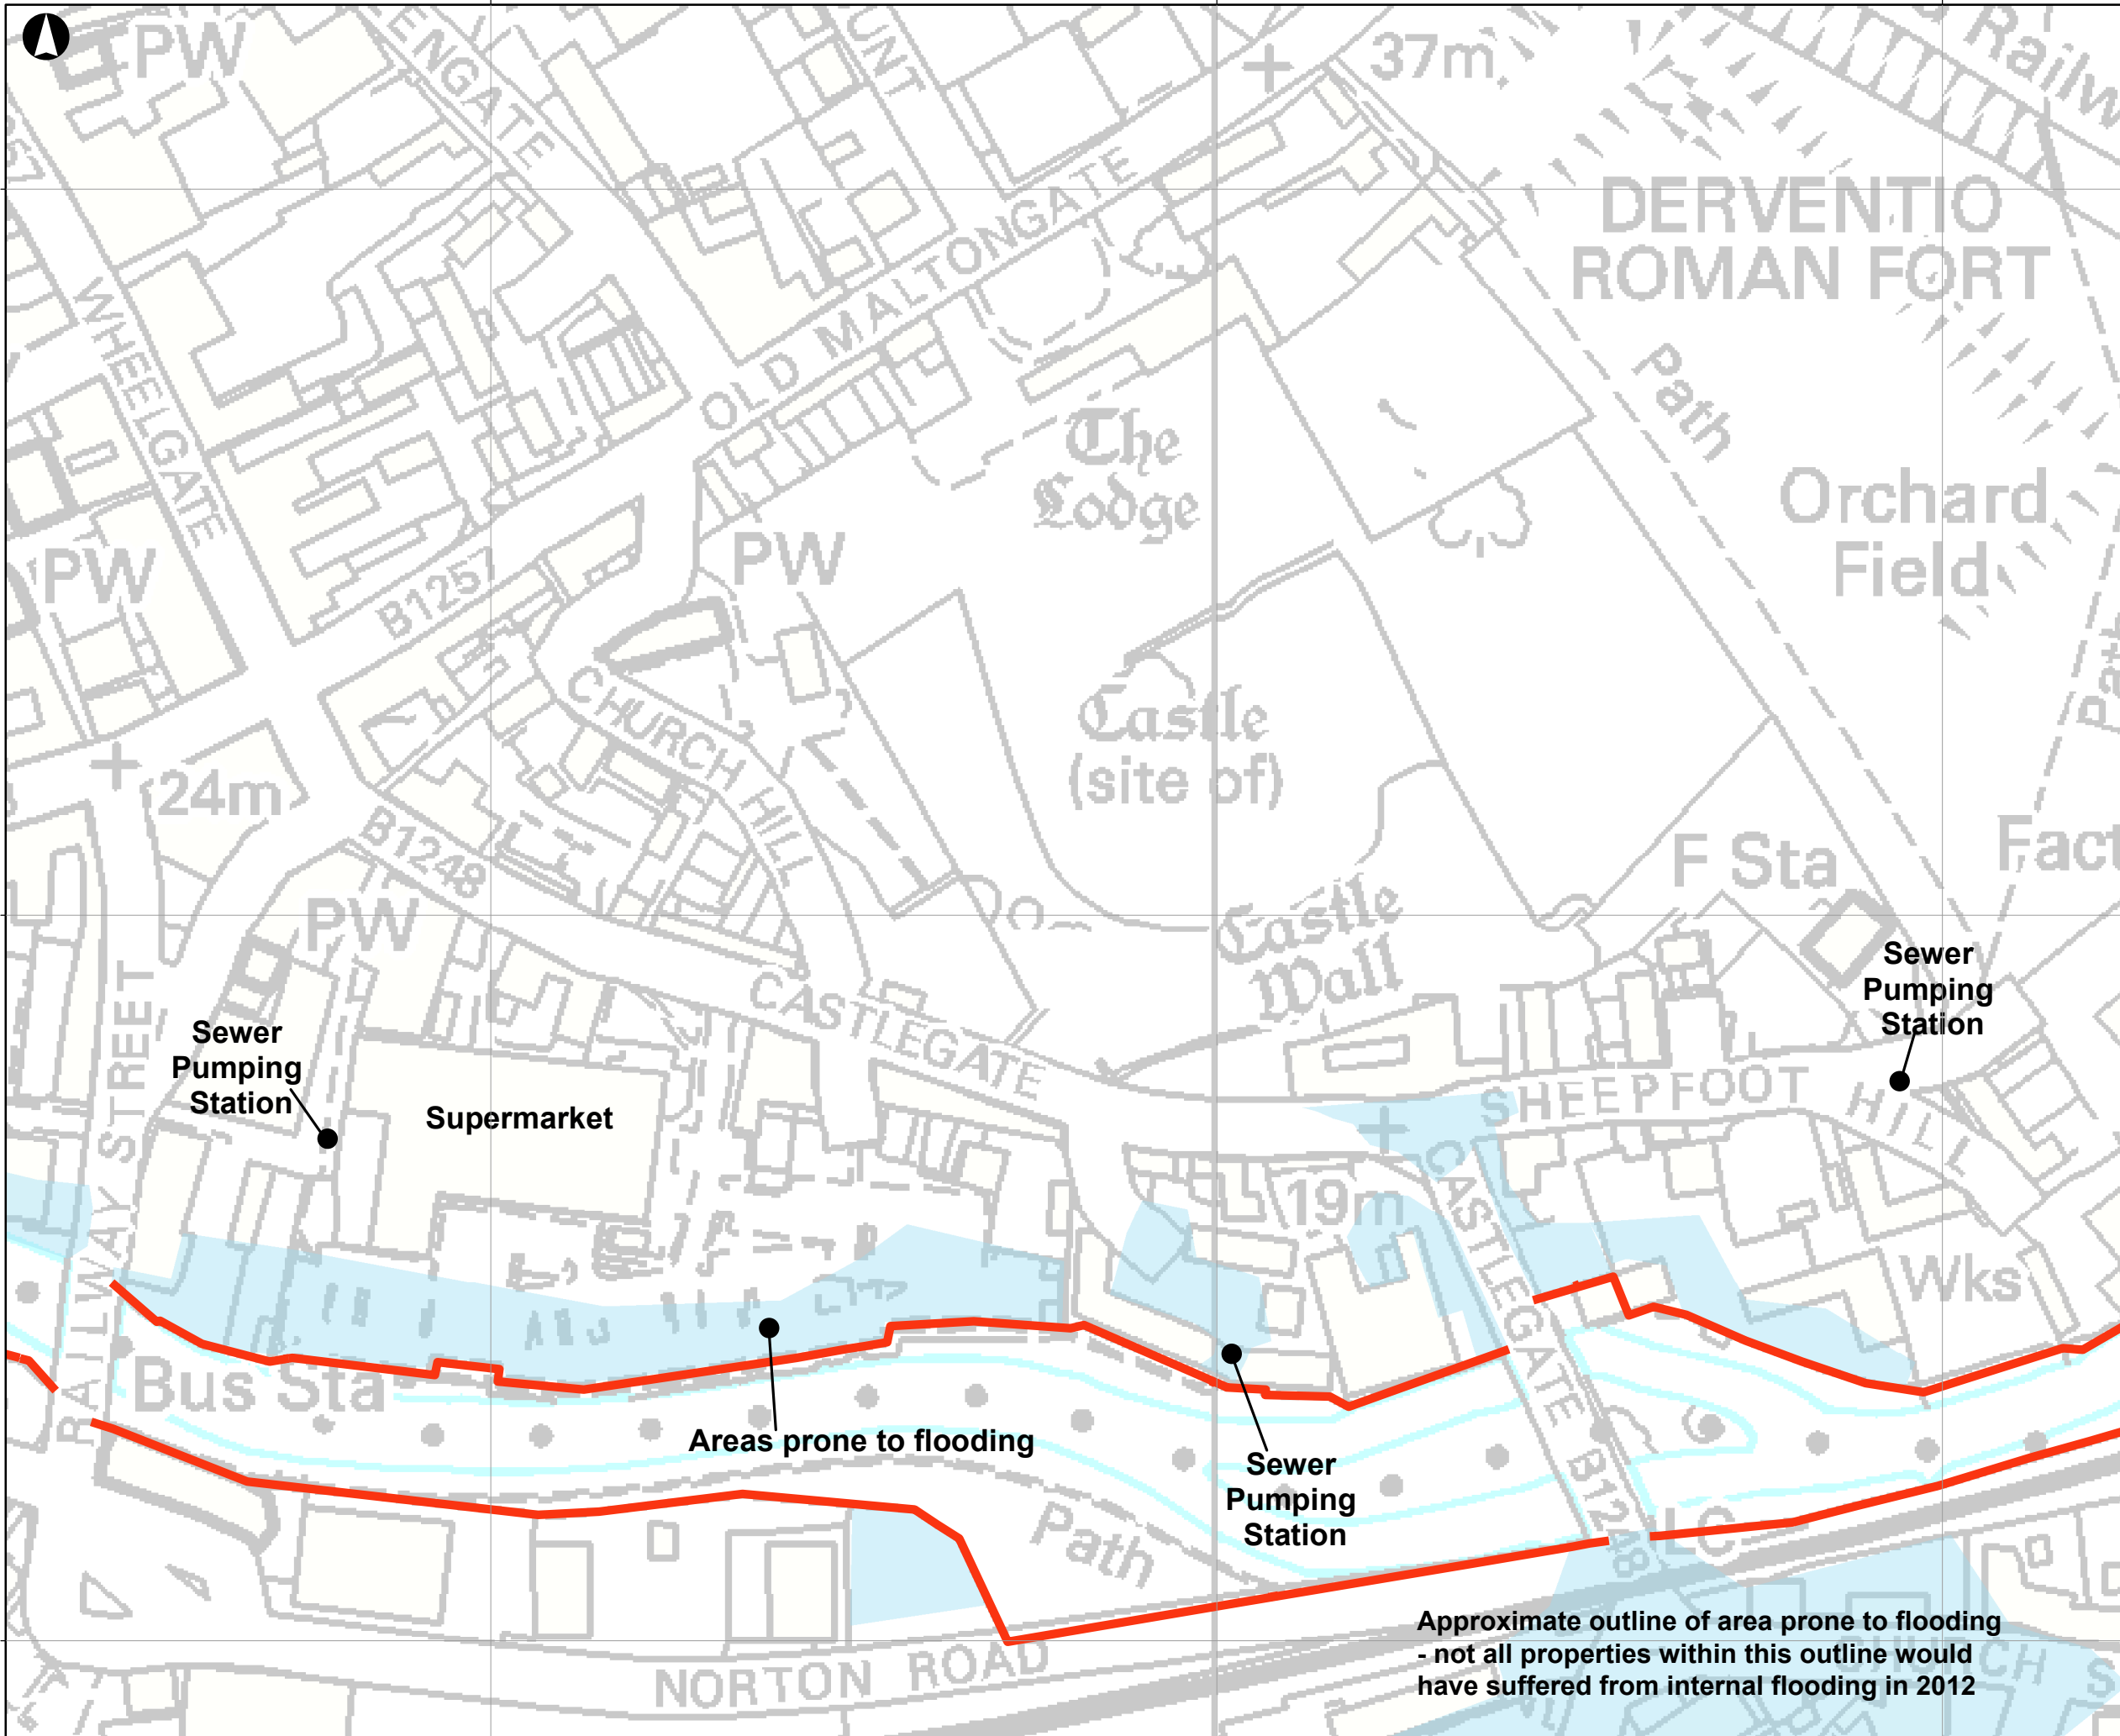 PW
37m
Railw
DERVENTIO
ROMAN FORT
WHEELGATE
OLD MALTONGATE
Path
The
Lodge
Orchard
Field
PW
PW
B1257
CHURCH HILL
Castle
(site of)
24m
B1248
F Sta
Fact
PW
Castle
Wall
CASTLEGATE
Sewer
Pumping
Station
Sewer
Pumping
Station
Supermarket
SHEEPFOOT HILL
RAILWAY STREET
19m
CASTLEGATE
Wks
Bus Sta
Areas prone to flooding
Sewer
Pumping
Station
B1248
LC
Path
Approximate outline of area prone to flooding
- not all properties within this outline would
have suffered from internal flooding in 2012
NORTON ROAD
CHURCH S